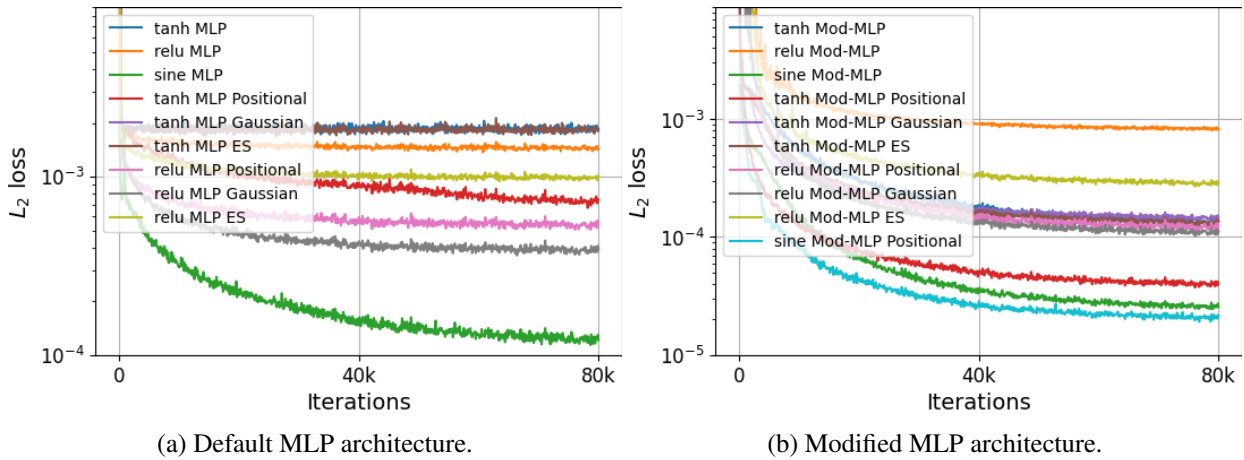 tanh MLP
relu MLP
sine MLP
tanh MLP Positional
tanh MLP Gaussian
tanh MLP ES
relu MLP Positional
relu MLP Gaussian
relu MLP ES
10⁻³
10⁻⁴
L₂ loss
0 40k 80k
Iterations
(a) Default MLP architecture.
tanh Mod-MLP
relu Mod-MLP
sine Mod-MLP
tanh Mod-MLP Positional
tanh Mod-MLP Gaussian
tanh Mod-MLP ES
relu Mod-MLP Positional
relu Mod-MLP Gaussian
relu Mod-MLP ES
sine Mod-MLP Positional
10⁻³
10⁻⁴
10⁻⁵
L₂ loss
0 40k 80k
Iterations
(b) Modified MLP architecture.